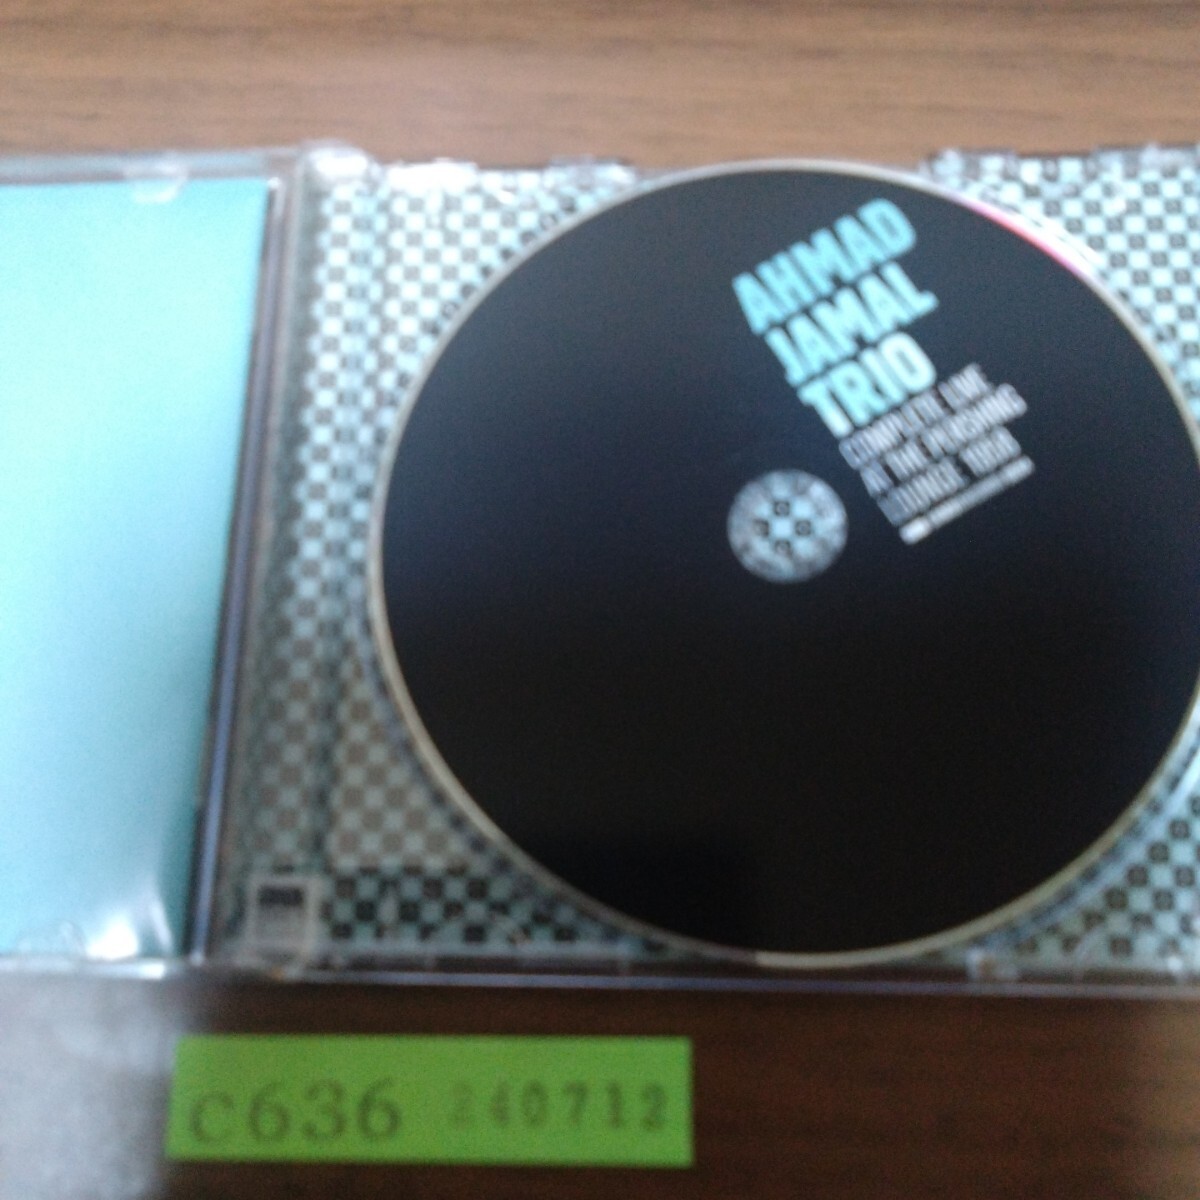 AHMAD
JAMAL
TRIO
COMPLETE LIVE
AT THE PERSHING
LOUNGE 1958
c636 240712